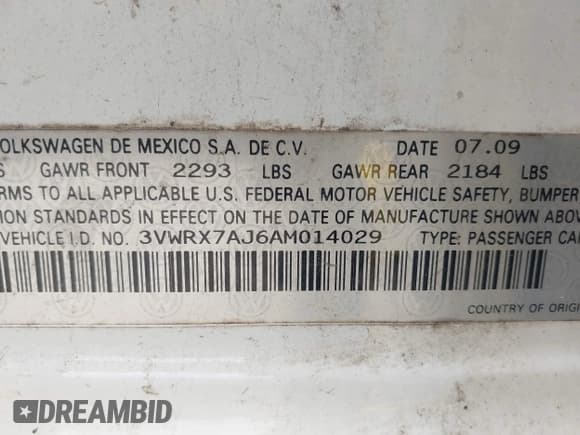 OLKSWAGEN DE MEXICO S.A. DE C.V. DATE 07.09
S GAWR FRONT 2293 LBS GAWR REAR 2184 LBS
RMS TO ALL APPLICABLE U.S. FEDERAL MOTOR VEHICLE SAFETY, BUMPER
ION STANDARDS IN EFFECT ON THE DATE OF MANUFACTURE SHOWN ABOV
VEHICLE I.D. NO. 3VWRX7AJ6AM014029 TYPE: PASSENGER CA
COUNTRY OF ORIGI
DREAMBID